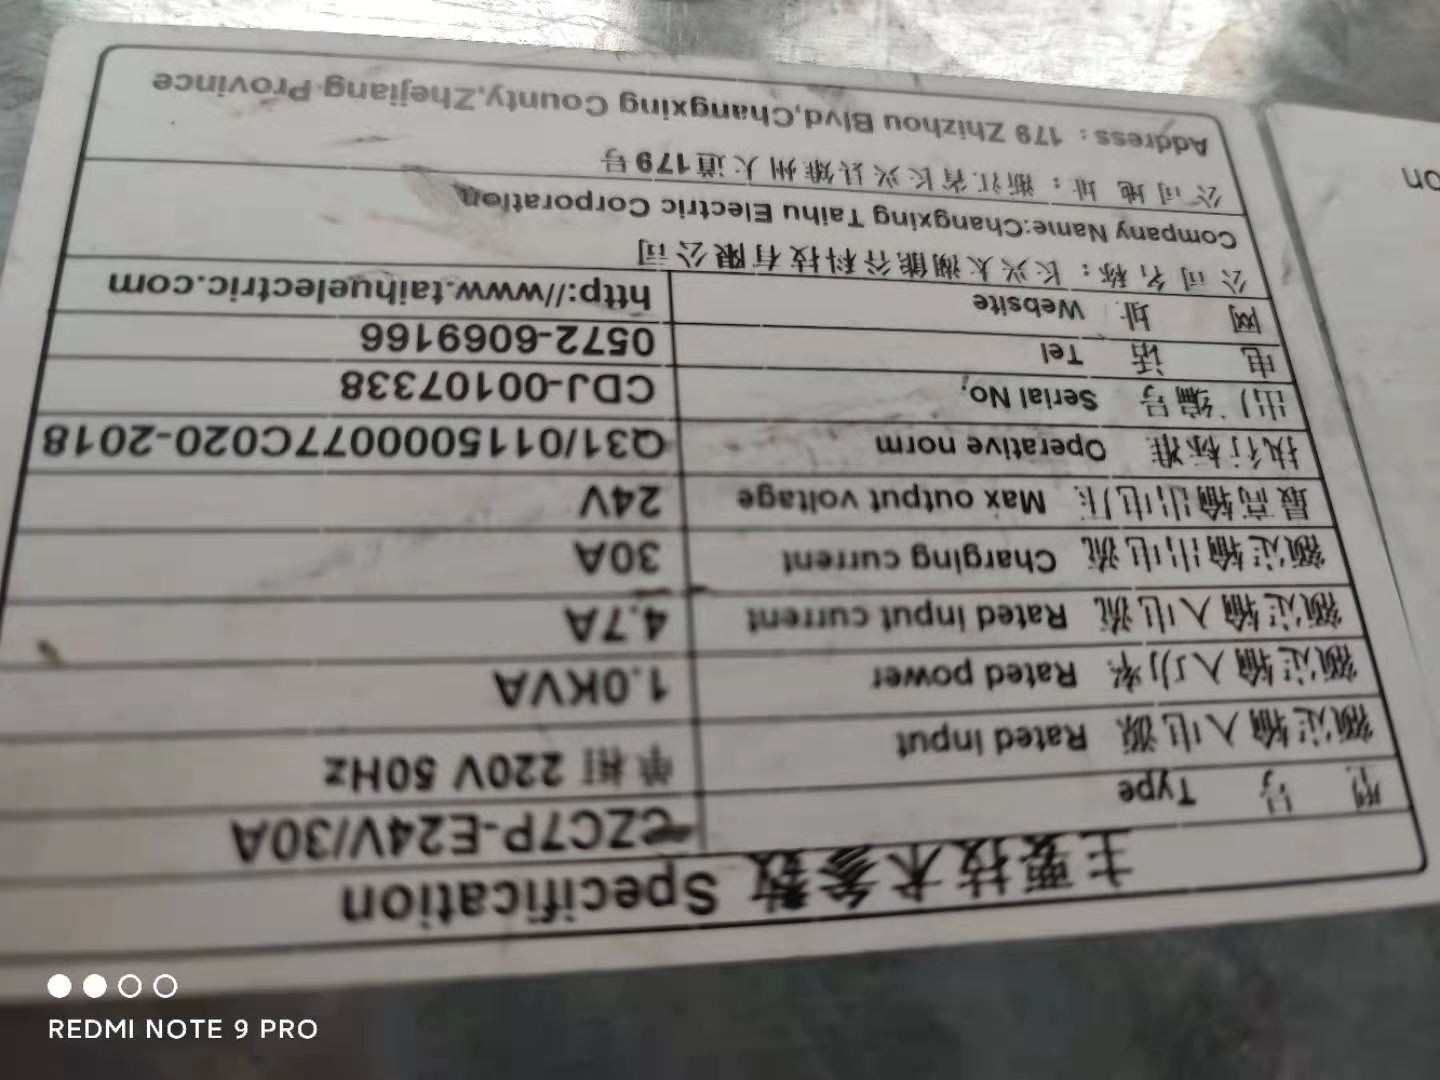 主要技术参数 Specification
型 号 Type CZC7P-E24V/30A
额定输入电源 Rated input 单相 220V 50Hz
额定输入功率 Rated power 1.0KVA
额定输入电流 Rated input current 4.7A
额定输出电流 Charging current 30A
最高输出电压 Max output voltage 24V
执行标准 Operative norm Q31/0115000077C020-2018
出厂编号 Serial No, CDJ-00107338
电 话 Tel 0572-6069166
网 址 Website http://www.taihuelectric.com
公司名称：长兴太湖能谷科技有限公司
Company Name:Changxing Taihu Electric Corporation
公司地址：浙江省长兴县雉州大道179号
Address：179 Zhizhou Blvd,Changxing County,Zhejiang Province
on
REDMI NOTE 9 PRO